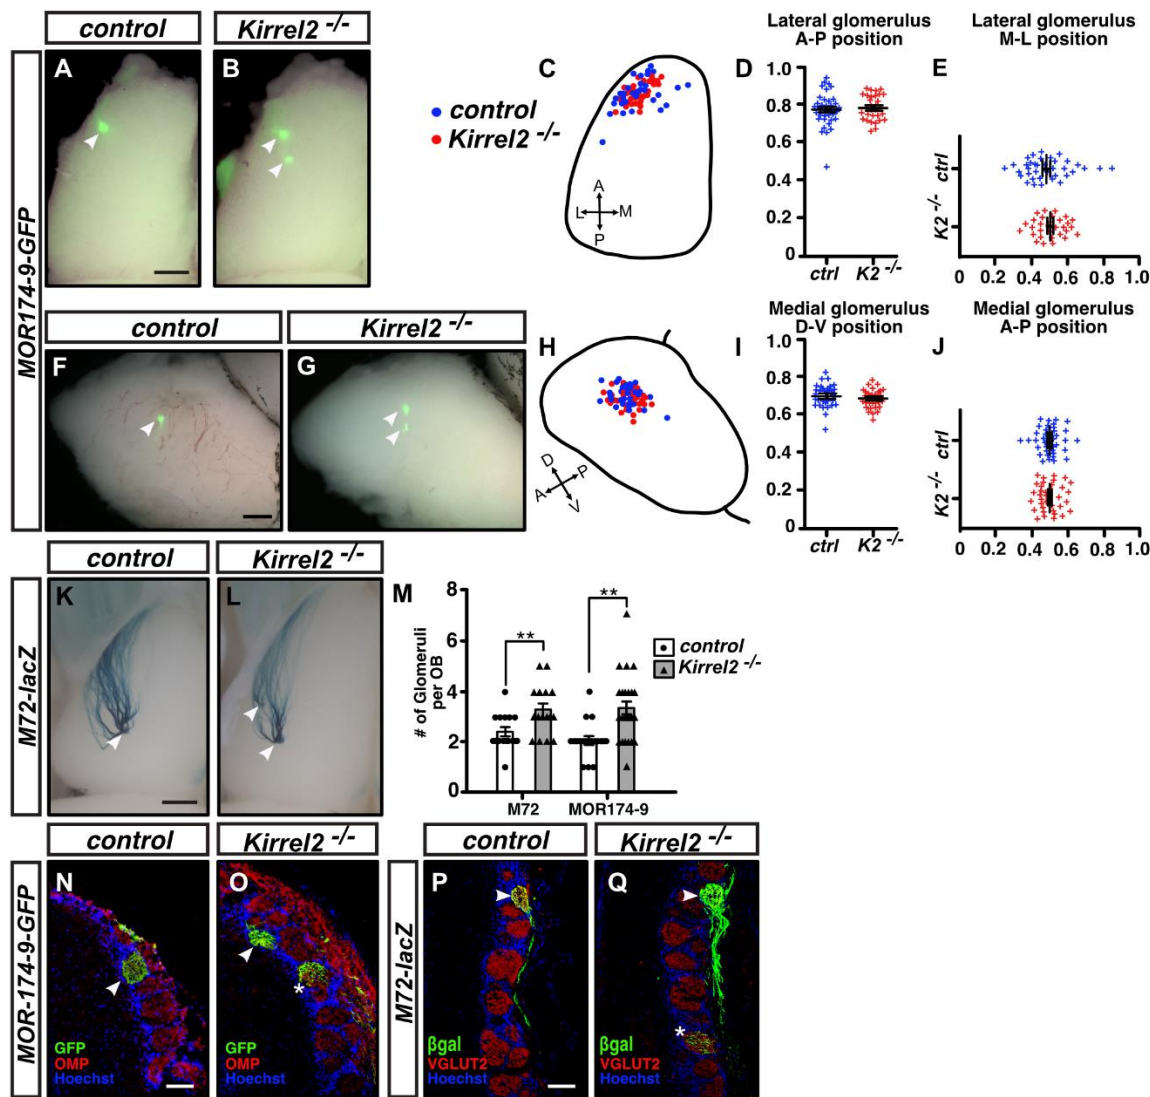 control
Kirrel2 -/-
MOR174-9-GFP
A
B
C
control
Kirrel2 -/-
A
L
M
P
Lateral glomerulus
A-P position
D
1.0
0.8
0.6
0.4
0.2
0
ctrl
K2 -/-
Lateral glomerulus
M-L position
E
ctrl
K2 -/-
0
0.2
0.4
0.6
0.8
1.0
control
Kirrel2 -/-
F
G
H
D
P
A
V
Medial glomerulus
D-V position
I
1.0
0.8
0.6
0.4
0.2
0
ctrl
K2 -/-
Medial glomerulus
A-P position
J
ctrl
K2 -/-
0
0.2
0.4
0.6
0.8
1.0
control
Kirrel2 -/-
M72-lacZ
K
L
M
# of Glomeruli
per OB
8
6
4
2
0
**
**
control
Kirrel2 -/-
M72
MOR174-9
control
Kirrel2 -/-
MOR-174-9-GFP
N
GFP
OMP
Hoechst
O
*
GFP
OMP
Hoechst
control
Kirrel2 -/-
M72-lacZ
P
βgal
VGLUT2
Hoechst
Q
*
βgal
VGLUT2
Hoechst